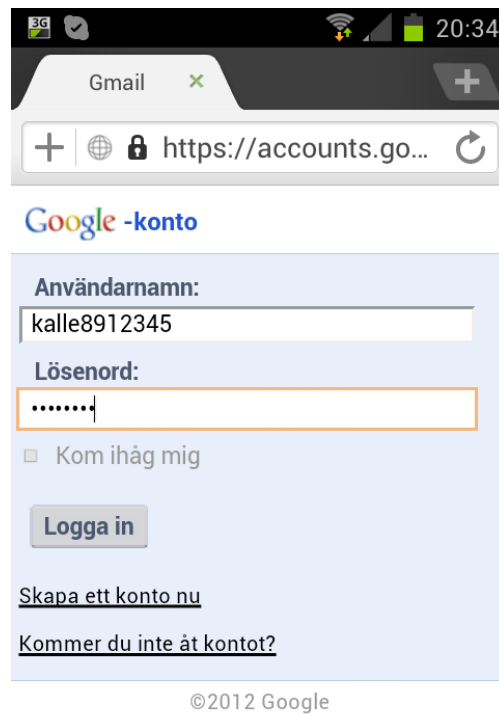 3G
20:34
Gmail
https://accounts.go...
Google -konto
Användarnamn:
kalle8912345
Lösenord:
••••••••
Kom ihåg mig
Logga in
Skapa ett konto nu
Kommer du inte åt kontot?
©2012 Google